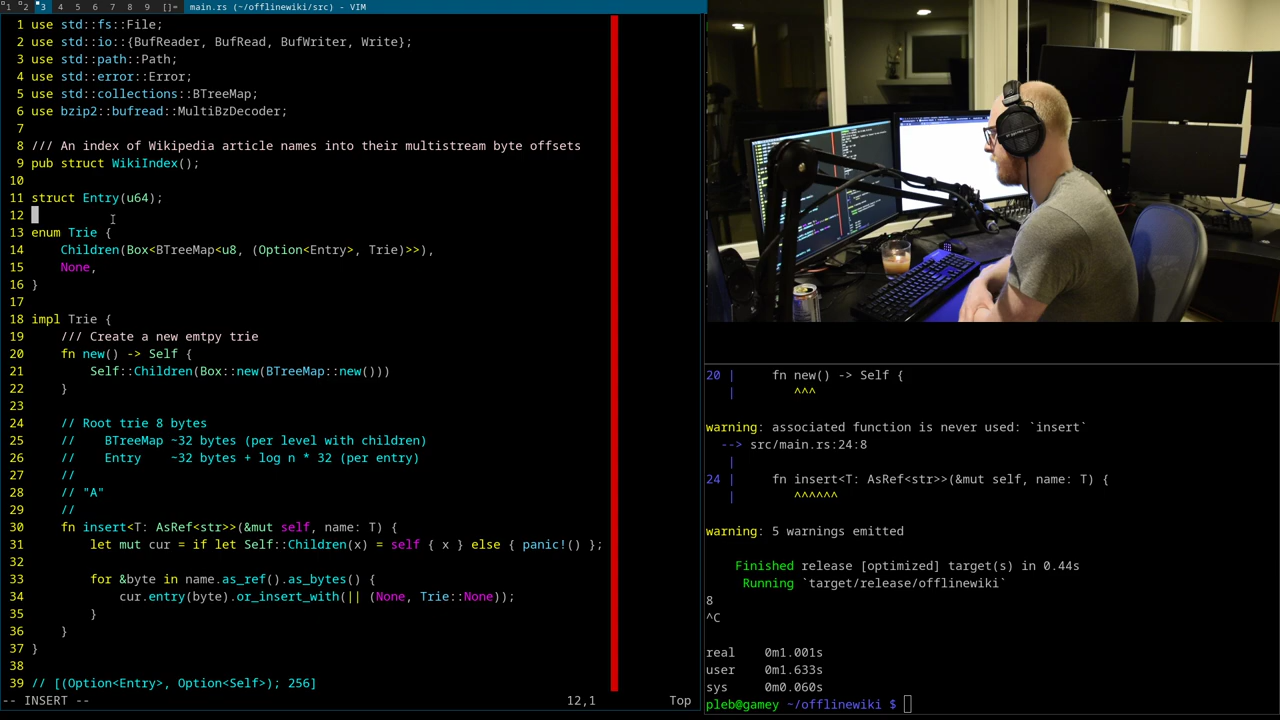 1 2 3 4 5 6 7 8 9 []= main.rs (~/offlinewiki/src) - VIM
1 use std::fs::File;
2 use std::io::{BufReader, BufRead, BufWriter, Write};
3 use std::path::Path;
4 use std::error::Error;
5 use std::collections::BTreeMap;
6 use bzip2::bufread::MultiBzDecoder;
7
8 /// An index of Wikipedia article names into their multistream byte offsets
9 pub struct WikiIndex();
10
11 struct Entry(u64);
12
13 enum Trie {
14     Children(Box<BTreeMap<u8, (Option<Entry>, Trie)>>),
15     None,
16 }
17
18 impl Trie {
19     /// Create a new emtpy trie
20     fn new() -> Self {
21         Self::Children(Box::new(BTreeMap::new()))
22     }
23
24     // Root trie 8 bytes
25     //    BTreeMap ~32 bytes (per level with children)
26     //    Entry    ~32 bytes + log n * 32 (per entry)
27     //
28     // "A"
29     //
30     fn insert<T: AsRef<str>>(&mut self, name: T) {
31         let mut cur = if let Self::Children(x) = self { x } else { panic!() };
32
33         for &byte in name.as_ref().as_bytes() {
34             cur.entry(byte).or_insert_with(|| (None, Trie::None));
35         }
36     }
37 }
38
39 // [(Option<Entry>, Option<Self>); 256]
-- INSERT -- 12,1 Top
20 |     fn new() -> Self {
|        ^^^
warning: associated function is never used: `insert`
--> src/main.rs:24:8
|
24 |     fn insert<T: AsRef<str>>(&mut self, name: T) {
|        ^^^^^^
warning: 5 warnings emitted
Finished release [optimized] target(s) in 0.44s
Running `target/release/offlinewiki`
8
^C
real 0m1.001s
user 0m1.633s
sys 0m0.060s
pleb@gamey ~/offlinewiki $